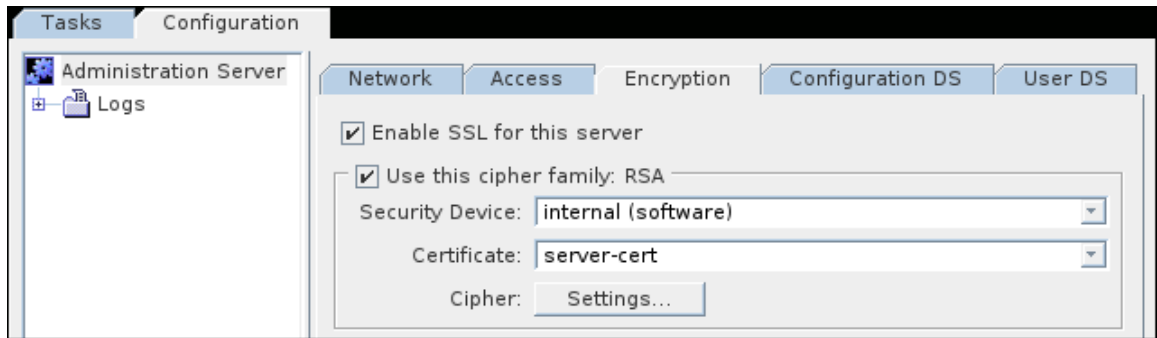 Tasks Configuration
Administration Server
Logs
Network Access Encryption Configuration DS User DS
Enable SSL for this server
Use this cipher family: RSA
Security Device: internal (software)
Certificate: server-cert
Cipher: Settings...